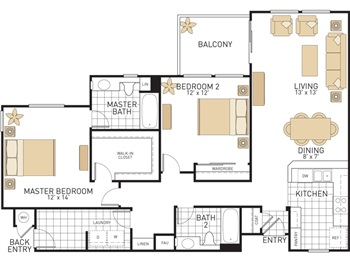 BALCONY
LIVING
13' x 13'
LIN
BEDROOM 2
12' x 12'
MASTER
BATH
WALK-IN
CLOSET
DINING
8' x 7'
WARDROBE
DW
KITCHEN
MASTER BEDROOM
12' x 14'
LAUNDRY
W
BATH
2
COAT
ENTRY
PANTRY
REF
BACK
ENTRY
LINEN
FAU